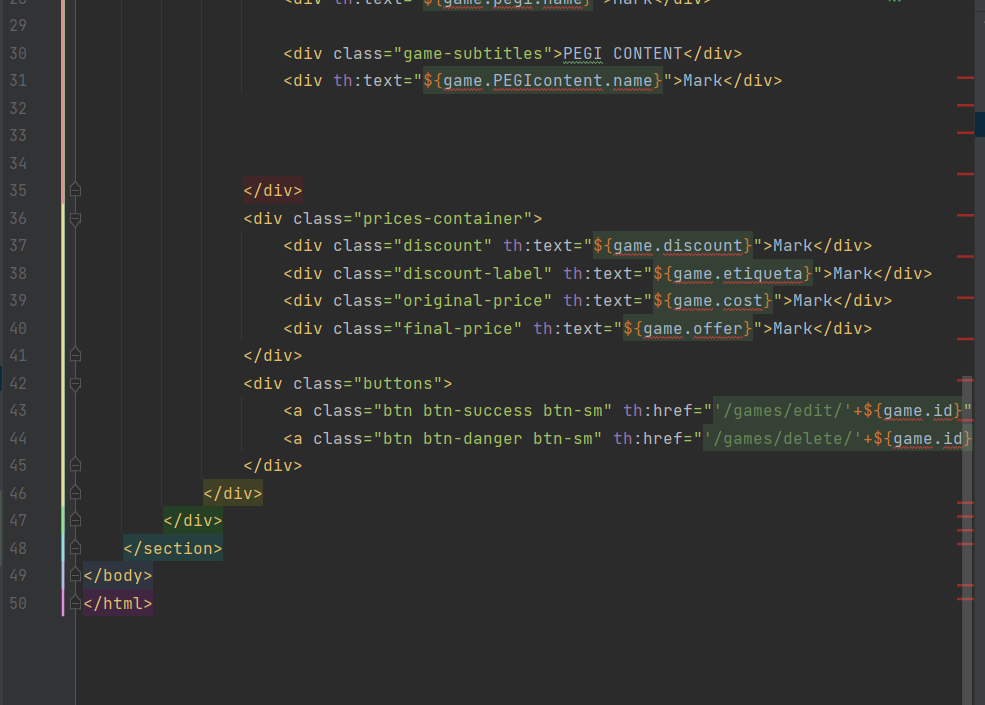 28 <div th:text="${game.pegi.name}">Mark</div>
29
30 <div class="game-subtitles">PEGI CONTENT</div>
31 <div th:text="${game.PEGIcontent.name}">Mark</div>
32
33
34
35 </div>
36 <div class="prices-container">
37 <div class="discount" th:text="${game.discount}">Mark</div>
38 <div class="discount-label" th:text="${game.etiqueta}">Mark</div>
39 <div class="original-price" th:text="${game.cost}">Mark</div>
40 <div class="final-price" th:text="${game.offer}">Mark</div>
41 </div>
42 <div class="buttons">
43 <a class="btn btn-success btn-sm" th:href="'/games/edit/'+${game.id}"
44 <a class="btn btn-danger btn-sm" th:href="'/games/delete/'+${game.id}
45 </div>
46 </div>
47 </div>
48 </section>
49 </body>
50 </html>